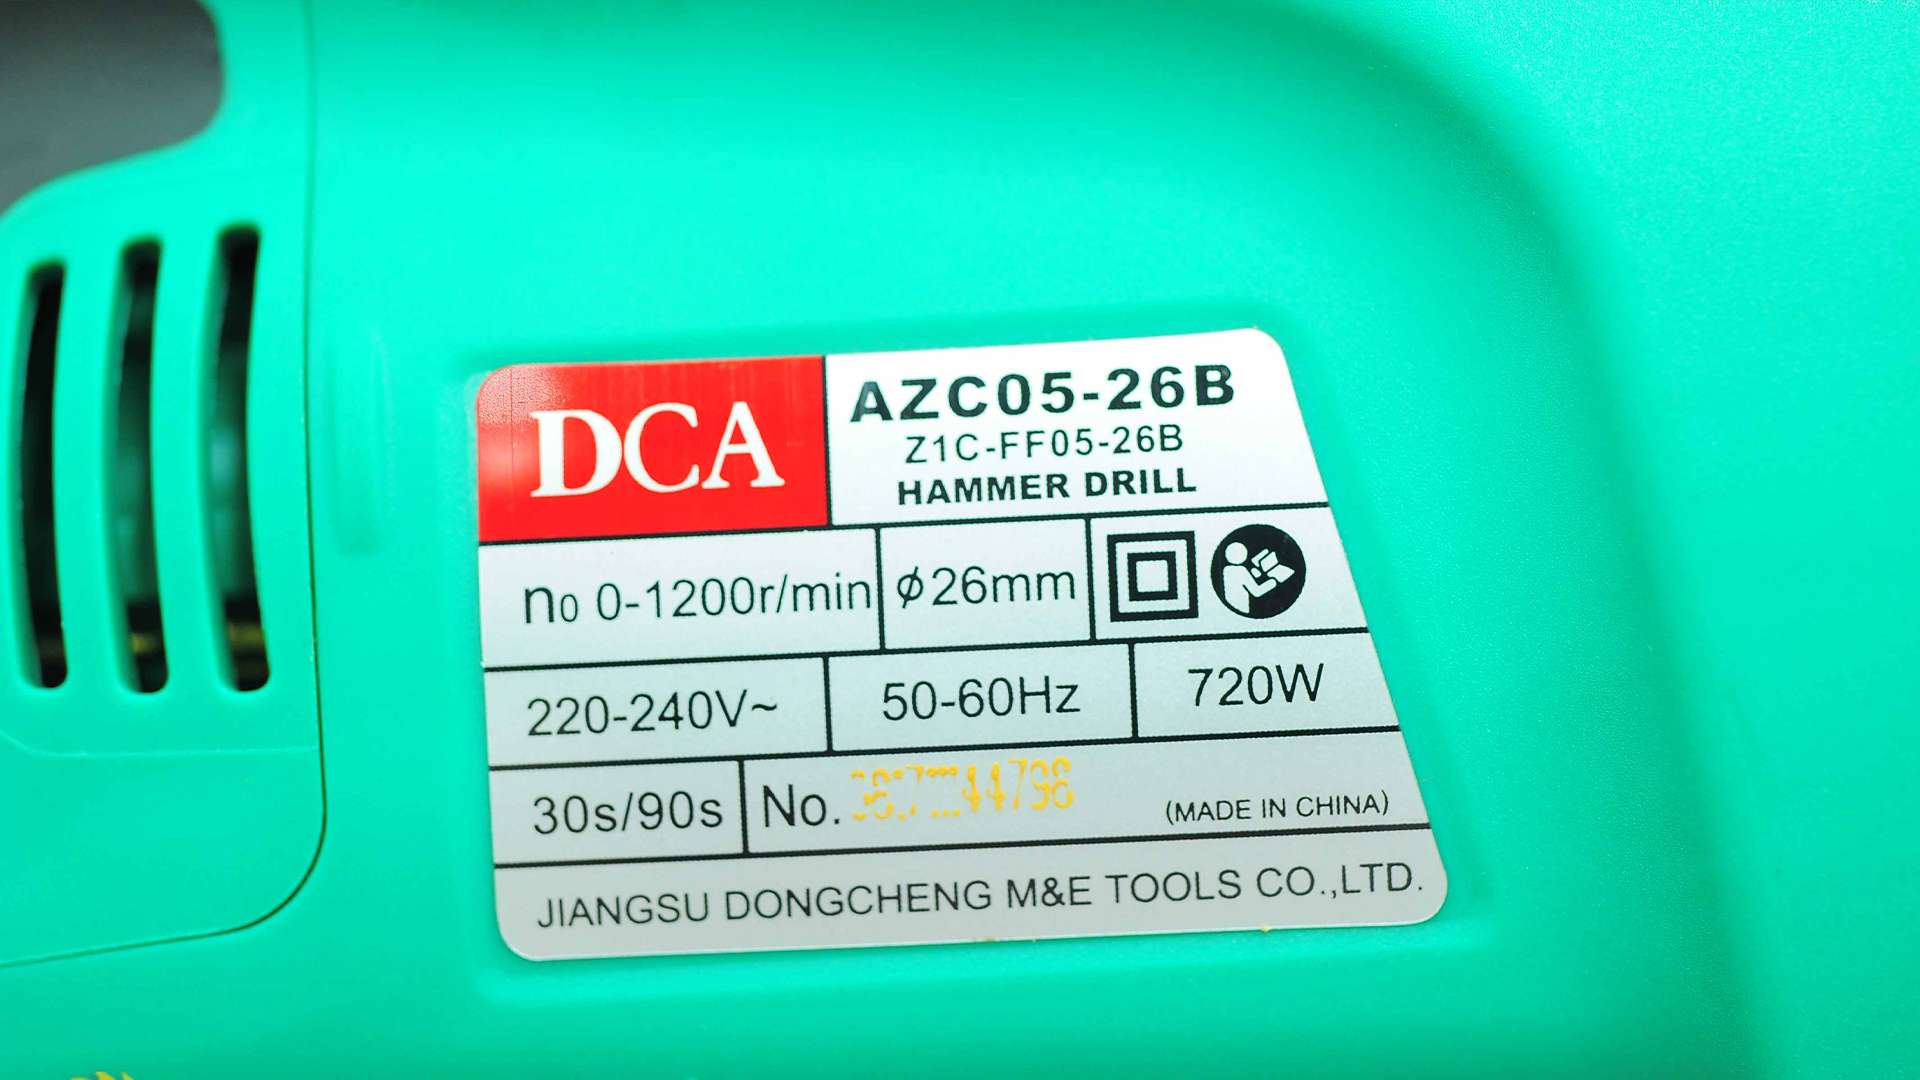 DCA
AZC05-26B
Z1C-FF05-26B
HAMMER DRILL
n0 0-1200r/min
ϕ26mm
220-240V~
50-60Hz
720W
30s/90s
No.
(MADE IN CHINA)
JIANGSU DONGCHENG M&E TOOLS CO.,LTD.